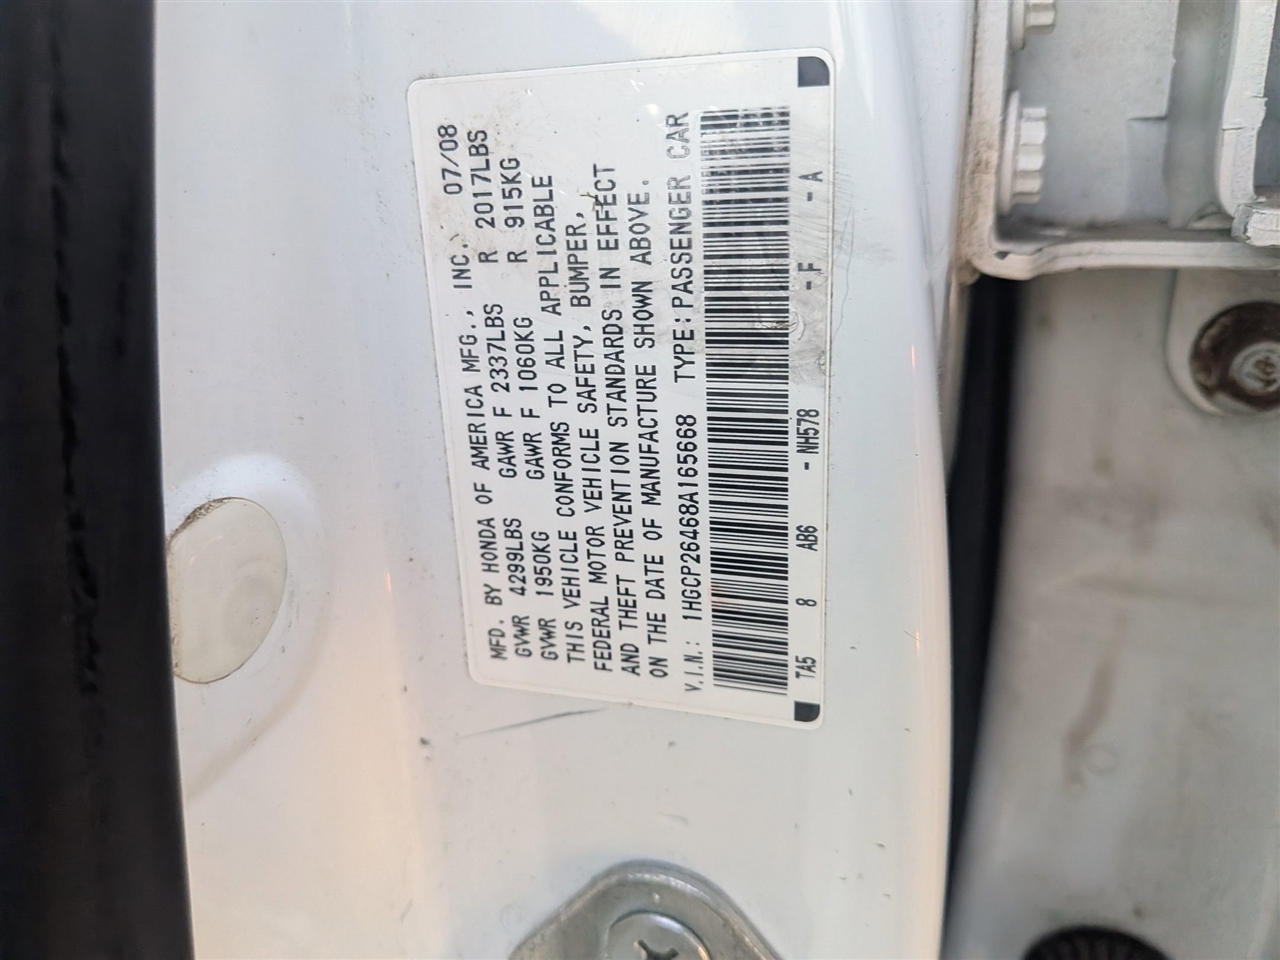 MFD. BY HONDA OF AMERICA MFG., INC. 07/08
GVWR 4299LBS GAWR F 2337LBS R 2017LBS
GVWR 1950KG GAWR F 1060KG R 915KG
THIS VEHICLE CONFORMS TO ALL APPLICABLE
FEDERAL MOTOR VEHICLE SAFETY, BUMPER,
AND THEFT PREVENTION STANDARDS IN EFFECT
ON THE DATE OF MANUFACTURE SHOWN ABOVE.
V.I.N.: 1HGCP26468A165668 TYPE:PASSENGER CAR
TA5 8 AB6 - NH578 - F - A